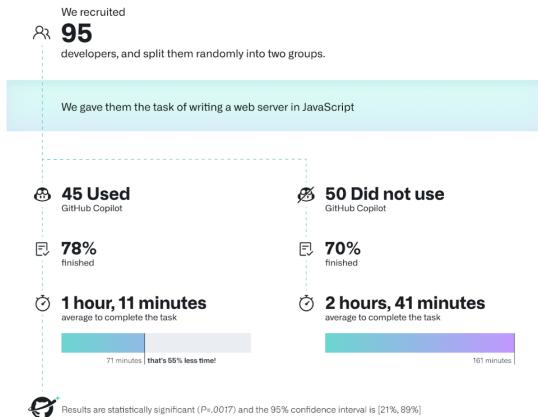 We recruited
95
developers, and split them randomly into two groups.
We gave them the task of writing a web server in JavaScript
45 Used
GitHub Copilot
78%
finished
1 hour, 11 minutes
average to complete the task
71 minutes
that's 55% less time!
50 Did not use
GitHub Copilot
70%
finished
2 hours, 41 minutes
average to complete the task
161 minutes
Results are statistically significant (P=.0017) and the 95% confidence interval is [21%, 89%]